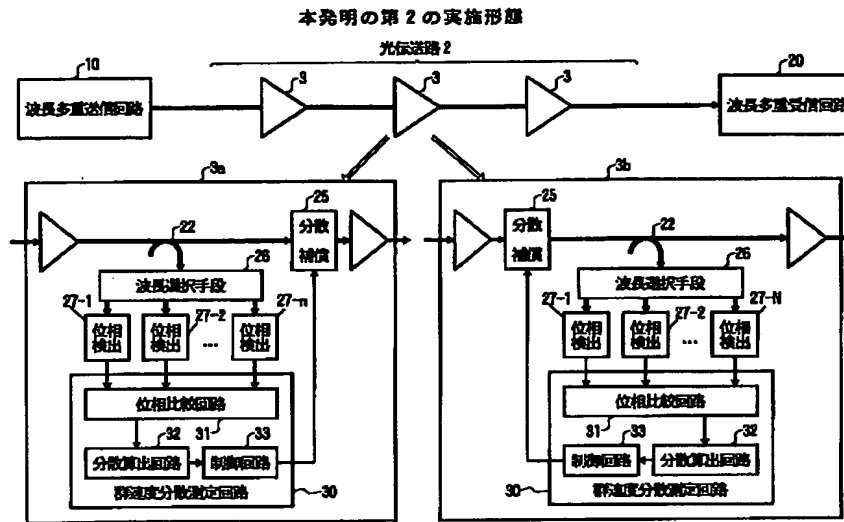 本発明の第2の実施形態
光伝送路2
10
3
3
3
20
波長多重送信回路
波長多重受信回路
3a
22
25
分散
補償
26
波長選択手段
27-1
27-2
27-n
位相
検出
位相
検出
...
位相
検出
位相比較回路
31
32
33
分散算出回路
制御回路
群速度分散測定回路
30
3b
25
分散
補償
22
26
波長選択手段
27-1
27-2
27-N
位相
検出
位相
検出
...
位相
検出
位相比較回路
31
33
32
制御回路
分散算出回路
30
群速度分散測定回路